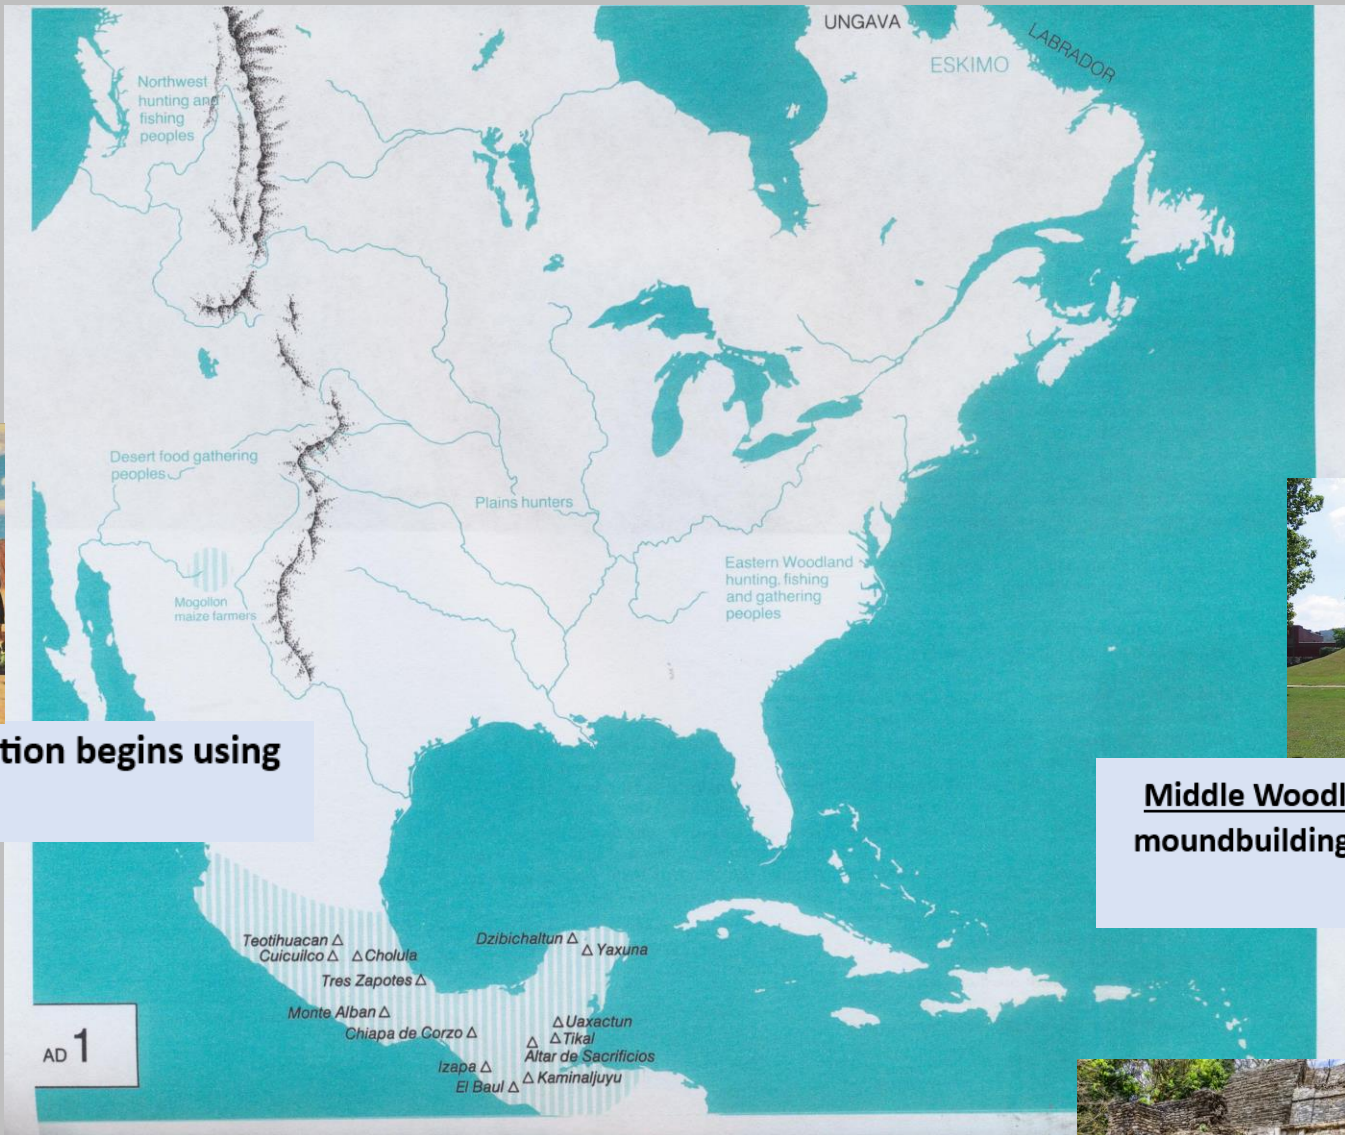 UNGAVA
LABRADOR
ESKIMO
Northwest
hunting and
fishing
peoples
Desert food gathering
peoples
Plains hunters
Eastern Woodland
hunting, fishing
and gathering
peoples
Mogollon
maize farmers
tion begins using
Middle Woodl
moundbuilding
Teotihuacan
Cuicuilco
Cholula
Tres Zapotes
Monte Alban
Chiapa de Corzo
Izapa
El Baul
Dzibichaltun
Yaxuna
Uaxactun
Tikal
Altar de Sacrificios
Kaminaljuyu
AD 1